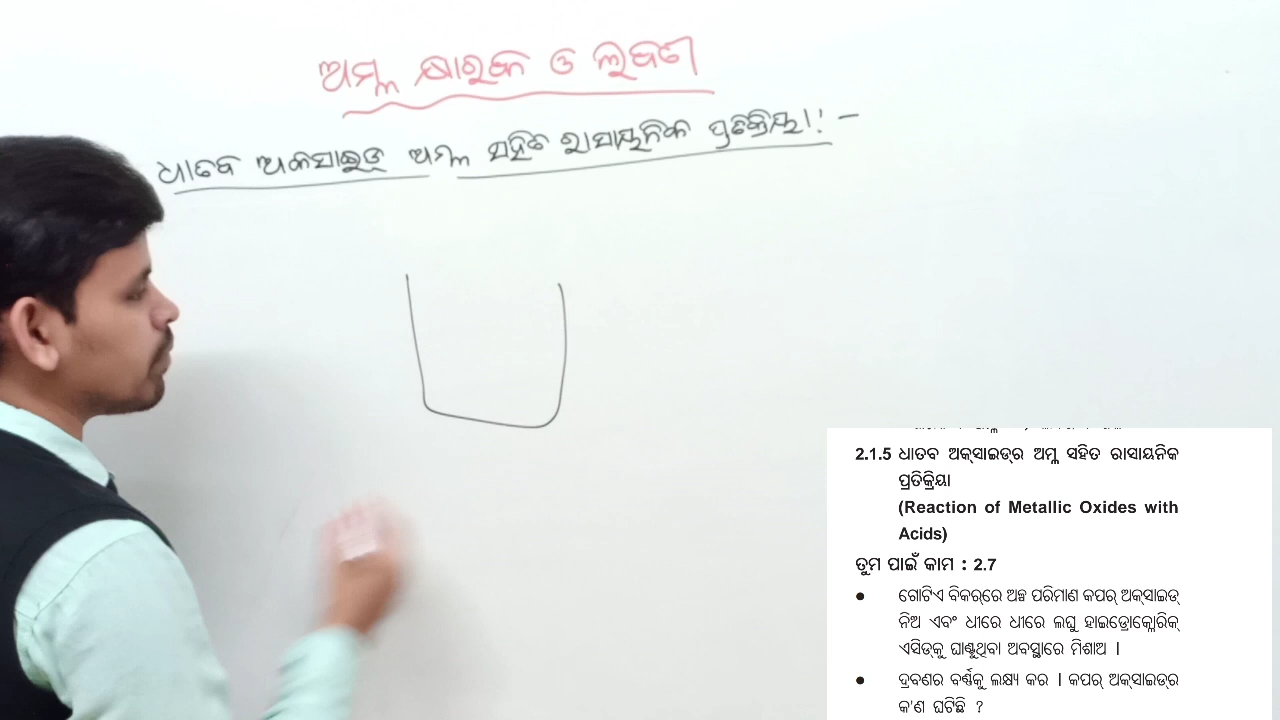 ଅମ୍ଳ କ୍ଷାରକ ଓ ଲବଣ
ଧାତବ ଅକସାଇଡ୍ ଅମ୍ଳ ସହିତ ରାସାୟନିକ ପ୍ରତିକ୍ରିୟା :-
2.1.5 ଧାତବ ଅକ୍‌ସାଇଡ୍‌ର ଅମ୍ଳ ସହିତ ରାସାୟନିକ
ପ୍ରତିକ୍ରିୟା
(Reaction of Metallic Oxides with
Acids)
ତୁମ ପାଇଁ କାମ : 2.7
● ଗୋଟିଏ ବିକର୍‌ରେ ଅଳ୍ପ ପରିମାଣ କପର୍ ଅକ୍‌ସାଇଡ୍
ନିଅ ଏବଂ ଧୀରେ ଧୀରେ ଲଘୁ ହାଇଡ୍ରୋକ୍ଲୋରିକ୍
ଏସିଡ୍‌କୁ ଘାଣ୍ଟୁଥିବା ଅବସ୍ଥାରେ ମିଶାଅ ।
● ଦ୍ରବଣର ବର୍ଣ୍ଣକୁ ଲକ୍ଷ୍ୟ କର । କପର୍ ଅକ୍‌ସାଇଡ୍‌ର
କ'ଣ ଘଟିଛି ?